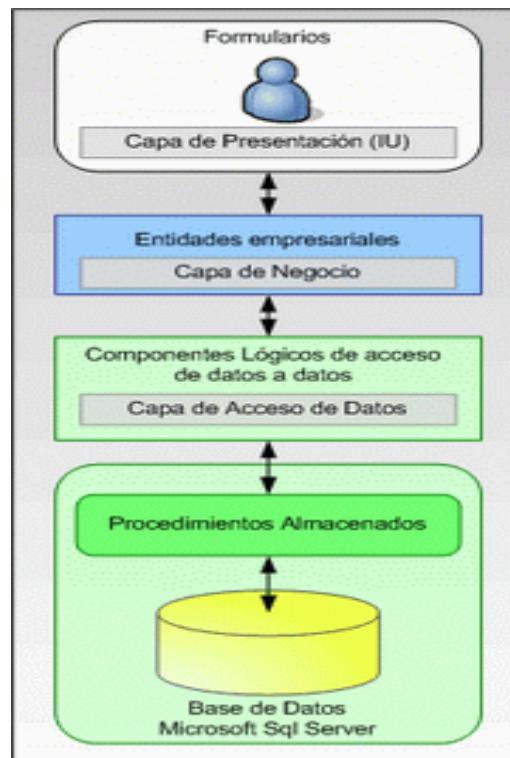 Formularios
Capa de Presentación (IU)
Entidades empresariales
Capa de Negocio
Componentes Lógicos de acceso
de datos a datos
Capa de Acceso de Datos
Procedimientos Almacenados
Base de Datos
Microsoft Sql Server